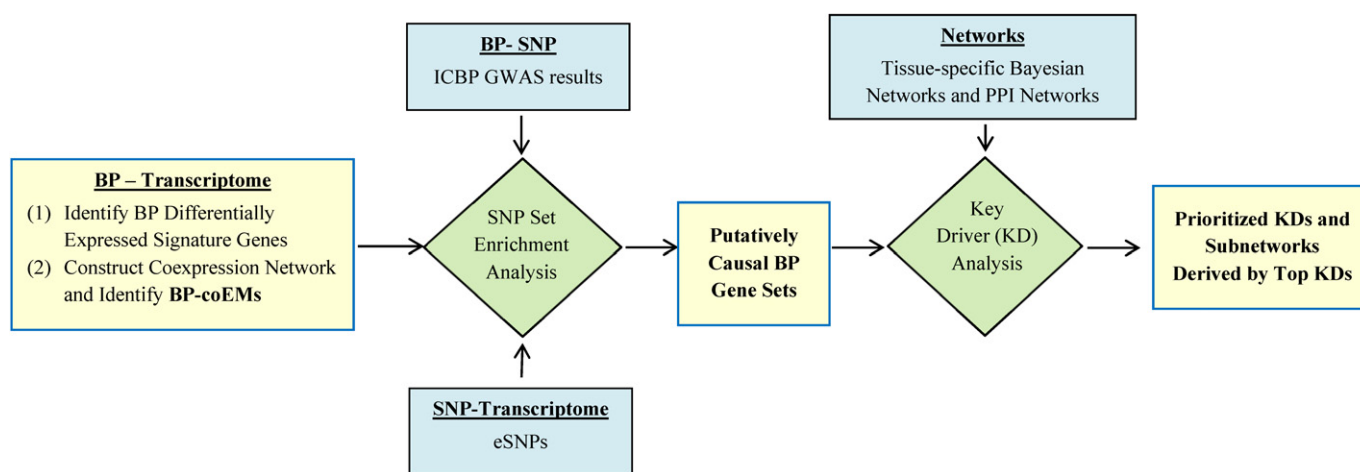 BP- SNP
ICBP GWAS results
Networks
Tissue-specific Bayesian
Networks and PPI Networks
BP – Transcriptome
(1) Identify BP Differentially
Expressed Signature Genes
(2) Construct Coexpression Network
and Identify BP-coEMs
SNP Set
Enrichment
Analysis
Putatively
Causal BP
Gene Sets
Key
Driver (KD)
Analysis
Prioritized KDs and
Subnetworks
Derived by Top KDs
SNP-Transcriptome
eSNPs